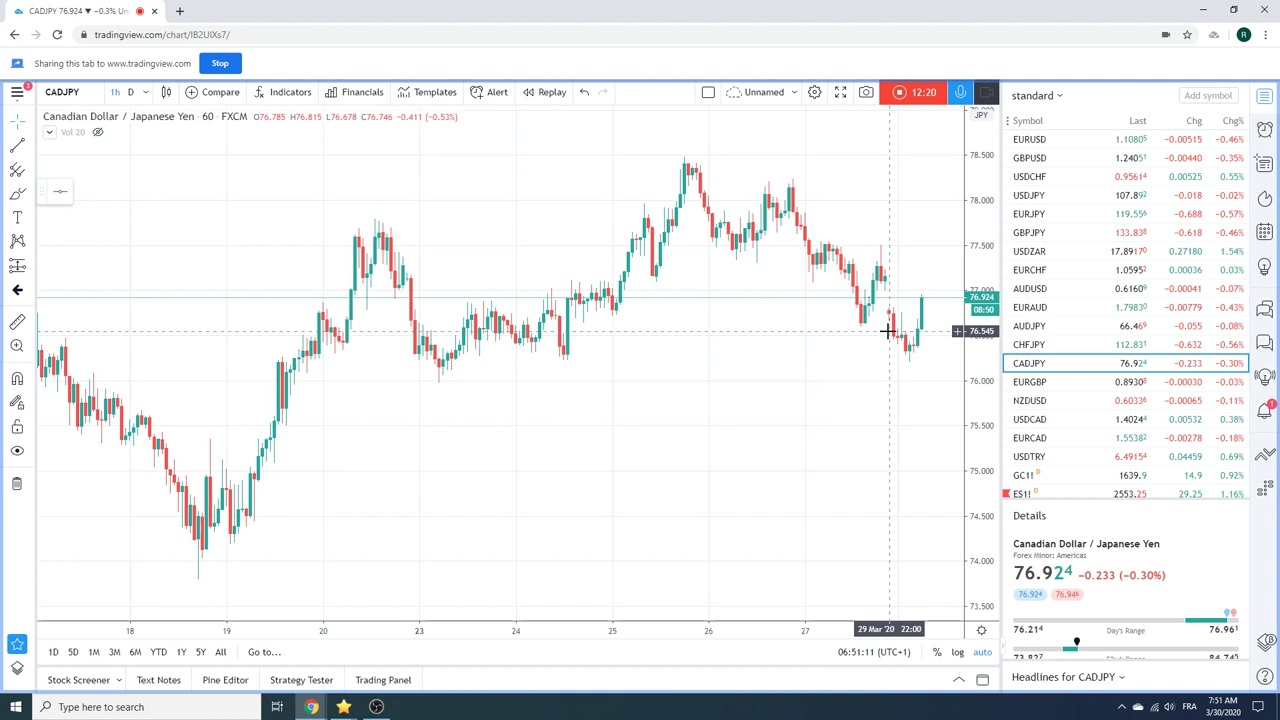 CADJPY 76.924 ▼ −0.3% Un
tradingview.com/chart/IB2UIXs7/
R
Sharing this tab to www.tradingview.com
Stop
CADJPY 1h D Compare Indicators Financials Templates Alert Replay Unnamed 12:20
Canadian Dollar / Japanese Yen · 60 · FXCM O76.785 H76.815 L76.678 C76.746 −0.411 (−0.53%)
Vol 20
JPY
78.500
78.000
77.500
77.000
76.924
08:50
76.545
76.000
75.500
75.000
74.500
74.000
73.500
18 19 20 23 24 25 26 27 29 Mar '20 22:00
1D 5D 1M 3M 6M YTD 1Y 5Y All Go to... 06:51:11 (UTC+1) % log auto
Stock Screener Text Notes Pine Editor Strategy Tester Trading Panel
standard Add symbol
Symbol Last Chg Chg%
EURUSD 1.10805 −0.00515 −0.46%
GBPUSD 1.24051 −0.00440 −0.35%
USDCHF 0.95614 0.00525 0.55%
USDJPY 107.892 −0.018 −0.02%
EURJPY 119.556 −0.688 −0.57%
GBPJPY 133.838 −0.618 −0.46%
USDZAR 17.89170 0.27180 1.54%
EURCHF 1.05952 0.00036 0.03%
AUDUSD 0.61609 −0.00041 −0.07%
EURAUD 1.79830 −0.00779 −0.43%
AUDJPY 66.469 −0.055 −0.08%
CHFJPY 112.831 −0.632 −0.56%
CADJPY 76.924 −0.233 −0.30%
EURGBP 0.89308 −0.00030 −0.03%
NZDUSD 0.60336 −0.00065 −0.11%
USDCAD 1.40244 0.00532 0.38%
EURCAD 1.55382 −0.00278 −0.18%
USDTRY 6.49154 0.04459 0.69%
GC1! D 1639.9 14.9 0.92%
ES1! D 2553.25 29.25 1.16%
Details
Canadian Dollar / Japanese Yen
Forex Minor: Americas
76.924 −0.233 (−0.30%)
76.924 76.946
76.214 Day's Range 76.961
Headlines for CADJPY
3
1
Type here to search
FRA
7:51 AM
3/30/2020